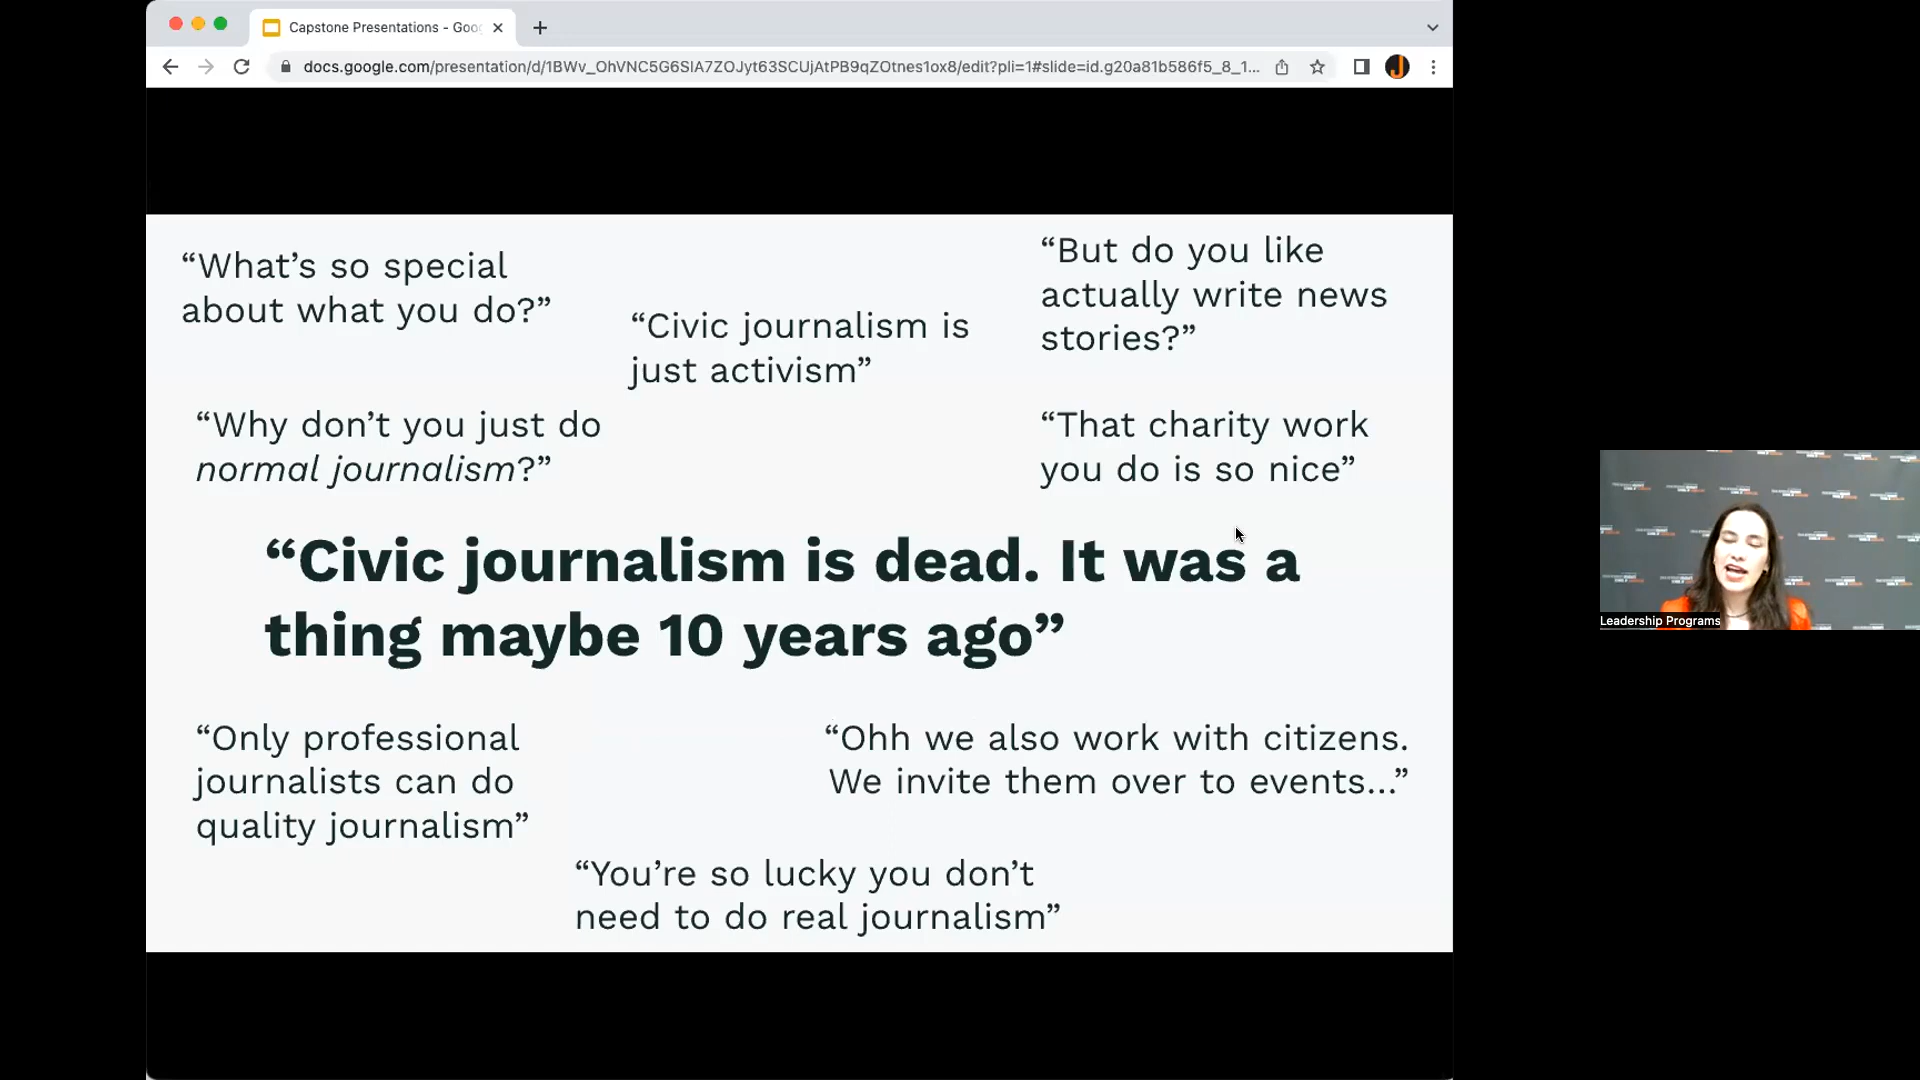 Capstone Presentations - Goo
docs.google.com/presentation/d/1BWv_OhVNC5G6SIA7ZOJyt63SCUjAtPB9qZOtnes1ox8/edit?pli=1#slide=id.g20a81b586f5_8_1...
“What’s so special
about what you do?”
“Civic journalism is
just activism”
“But do you like
actually write news
stories?”
“Why don’t you just do
normal journalism?”
“That charity work
you do is so nice”
“Civic journalism is dead. It was a
thing maybe 10 years ago”
“Only professional
journalists can do
quality journalism”
“Ohh we also work with citizens.
We invite them over to events...”
“You’re so lucky you don’t
need to do real journalism”
Leadership Programs